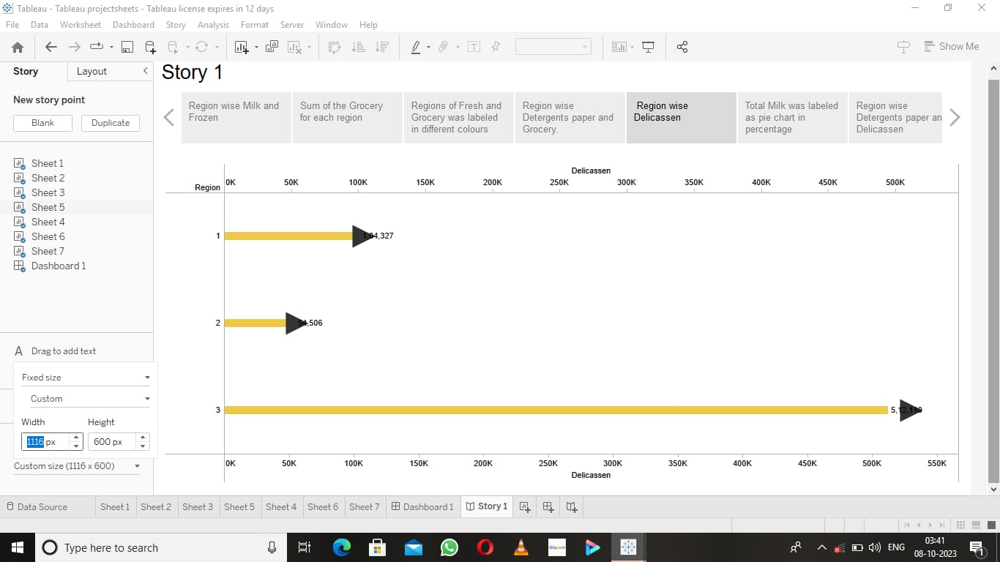 Tableau - Tableau projectsheets - Tableau license expires in 12 days
File Data Worksheet Dashboard Story Analysis Format Server Window Help
Show Me
Story Layout
Story 1
New story point
Blank Duplicate
Region wise Milk and
Frozen
Sum of the Grocery
for each region
Regions of Fresh and
Grocery was labeled
in different colours
Region wise
Detergents paper and
Grocery.
Region wise
Delicassen
Total Milk was labeled
as pie chart in
percentage
Region wise
Detergents paper an
Delicassen
Sheet 1
Sheet 2
Sheet 3
Sheet 5
Sheet 4
Sheet 6
Sheet 7
Dashboard 1
A Drag to add text
Fixed size
Custom
Width Height
1116 px 600 px
Custom size (1116 x 600)
Delicassen
Region 0K 50K 100K 150K 200K 250K 300K 350K 400K 450K 500K
1 1,04,327
2 54,506
3 5,12,110
0K 50K 100K 150K 200K 250K 300K 350K 400K 450K 500K 550K
Delicassen
Data Source Sheet 1 Sheet 2 Sheet 3 Sheet 5 Sheet 4 Sheet 6 Sheet 7 Dashboard 1 Story 1
Type here to search
GSearch
ENG
03:41
08-10-2023
1